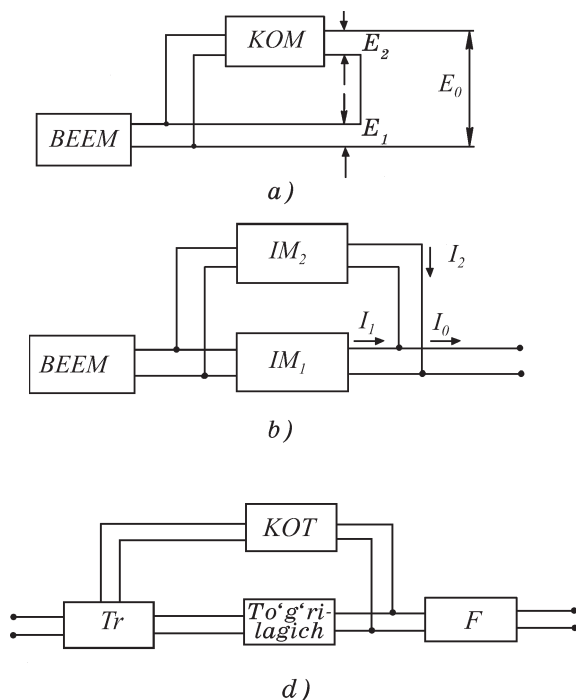 KOM
E₂
E₀
BEEM
E₁
a)
IM₂
I₂
I₁
I₀
BEEM
IM₁
b)
KOT
Tr
To‘g‘ri-
lagich
F
d)